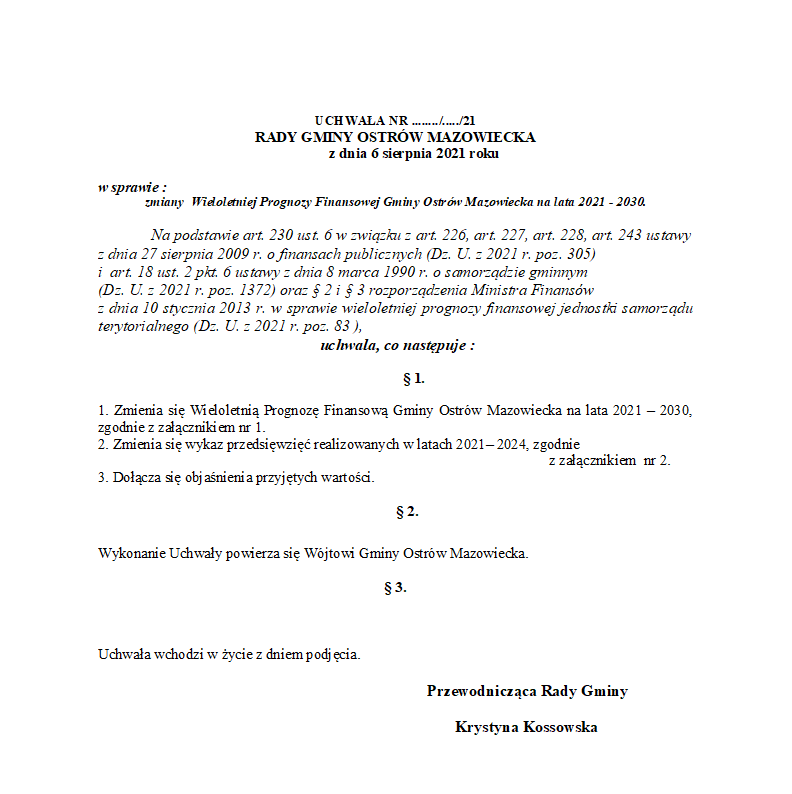 UCHWAŁA NR ......../...../21
RADY GMINY OSTRÓW MAZOWIECKA
z dnia 6 sierpnia 2021 roku
w sprawie :
zmiany Wieloletniej Prognozy Finansowej Gminy Ostrów Mazowiecka na lata 2021 - 2030.
Na podstawie art. 230 ust. 6 w związku z art. 226, art. 227, art. 228, art. 243 ustawy
z dnia 27 sierpnia 2009 r. o finansach publicznych (Dz. U. z 2021 r. poz. 305)
i art. 18 ust. 2 pkt. 6 ustawy z dnia 8 marca 1990 r. o samorządzie gminnym
(Dz. U. z 2021 r. poz. 1372) oraz § 2 i § 3 rozporządzenia Ministra Finansów
z dnia 10 stycznia 2013 r. w sprawie wieloletniej prognozy finansowej jednostki samorządu
terytorialnego (Dz. U. z 2021 r. poz. 83 ),
uchwala, co następuje :
§ 1.
1. Zmienia się Wieloletnią Prognozę Finansową Gminy Ostrów Mazowiecka na lata 2021 – 2030,
zgodnie z załącznikiem nr 1.
2. Zmienia się wykaz przedsięwzięć realizowanych w latach 2021– 2024, zgodnie
z załącznikiem nr 2.
3. Dołącza się objaśnienia przyjętych wartości.
§ 2.
Wykonanie Uchwały powierza się Wójtowi Gminy Ostrów Mazowiecka.
§ 3.
Uchwała wchodzi w życie z dniem podjęcia.
Przewodnicząca Rady Gminy
Krystyna Kossowska